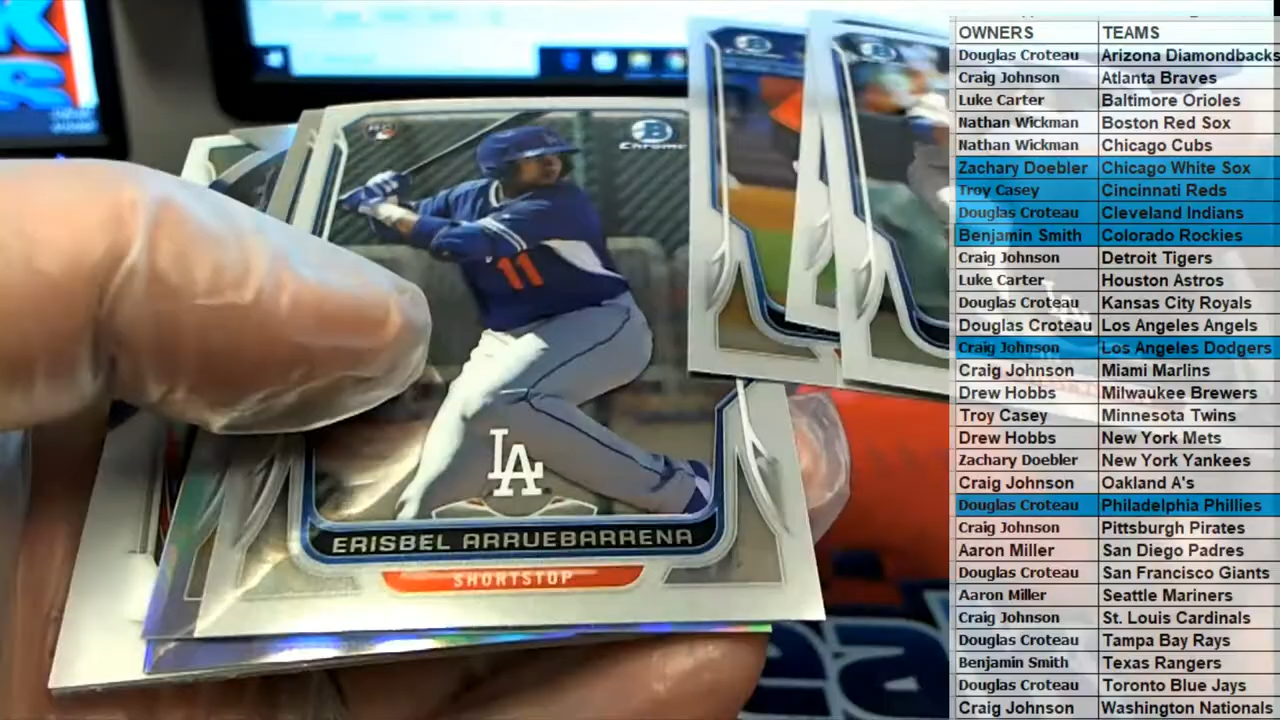 RC
B
Chrome
11
LA
ERISBEL ARRUEBARRENA
SHORTSTOP
OWNERS TEAMS
Douglas Croteau Arizona Diamondbacks
Craig Johnson Atlanta Braves
Luke Carter Baltimore Orioles
Nathan Wickman Boston Red Sox
Nathan Wickman Chicago Cubs
Zachary Doebler Chicago White Sox
Troy Casey Cincinnati Reds
Douglas Croteau Cleveland Indians
Benjamin Smith Colorado Rockies
Craig Johnson Detroit Tigers
Luke Carter Houston Astros
Douglas Croteau Kansas City Royals
Douglas Croteau Los Angeles Angels
Craig Johnson Los Angeles Dodgers
Craig Johnson Miami Marlins
Drew Hobbs Milwaukee Brewers
Troy Casey Minnesota Twins
Drew Hobbs New York Mets
Zachary Doebler New York Yankees
Craig Johnson Oakland A's
Douglas Croteau Philadelphia Phillies
Craig Johnson Pittsburgh Pirates
Aaron Miller San Diego Padres
Douglas Croteau San Francisco Giants
Aaron Miller Seattle Mariners
Craig Johnson St. Louis Cardinals
Douglas Croteau Tampa Bay Rays
Benjamin Smith Texas Rangers
Douglas Croteau Toronto Blue Jays
Craig Johnson Washington Nationals